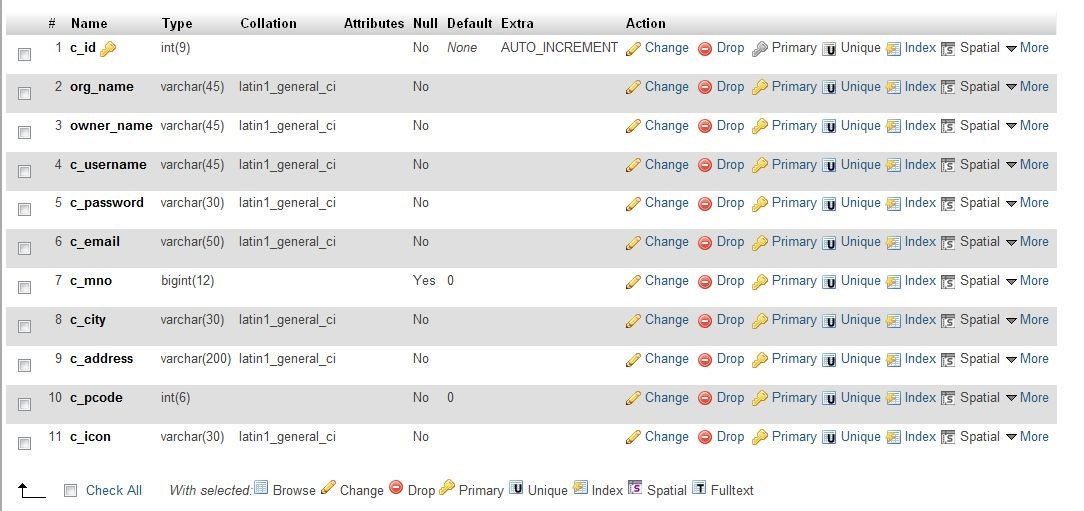 # Name Type Collation Attributes Null Default Extra Action
1 c_id int(9) No None AUTO_INCREMENT Change Drop Primary Unique Index Spatial More
2 org_name varchar(45) latin1_general_ci No Change Drop Primary Unique Index Spatial More
3 owner_name varchar(45) latin1_general_ci No Change Drop Primary Unique Index Spatial More
4 c_username varchar(45) latin1_general_ci No Change Drop Primary Unique Index Spatial More
5 c_password varchar(30) latin1_general_ci No Change Drop Primary Unique Index Spatial More
6 c_email varchar(50) latin1_general_ci No Change Drop Primary Unique Index Spatial More
7 c_mno bigint(12) Yes 0 Change Drop Primary Unique Index Spatial More
8 c_city varchar(30) latin1_general_ci No Change Drop Primary Unique Index Spatial More
9 c_address varchar(200) latin1_general_ci No Change Drop Primary Unique Index Spatial More
10 c_pcode int(6) No 0 Change Drop Primary Unique Index Spatial More
11 c_icon varchar(30) latin1_general_ci No Change Drop Primary Unique Index Spatial More
Check All With selected: Browse Change Drop Primary Unique Index Spatial Fulltext